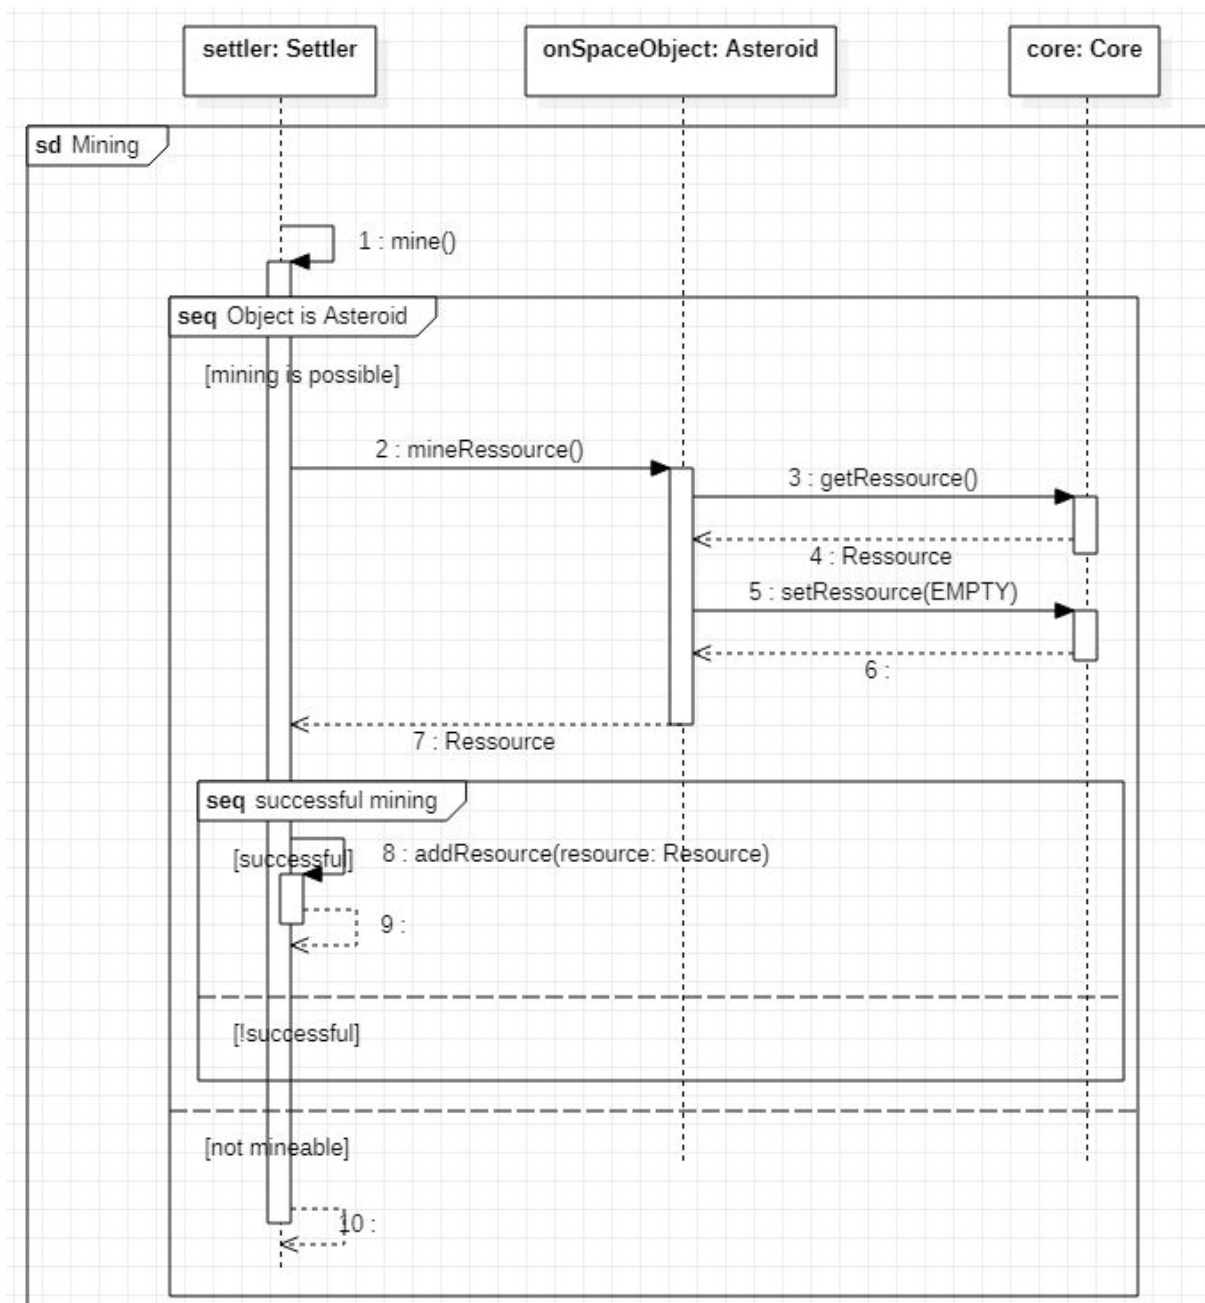 settler: Settler
onSpaceObject: Asteroid
core: Core
sd Mining
1 : mine()
seq Object is Asteroid
[mining is possible]
2 : mineRessource()
3 : getRessource()
4 : Ressource
5 : setRessource(EMPTY)
6 :
7 : Ressource
seq successful mining
[successful]
8 : addResource(resource: Resource)
9 :
[!successful]
[not mineable]
10 :